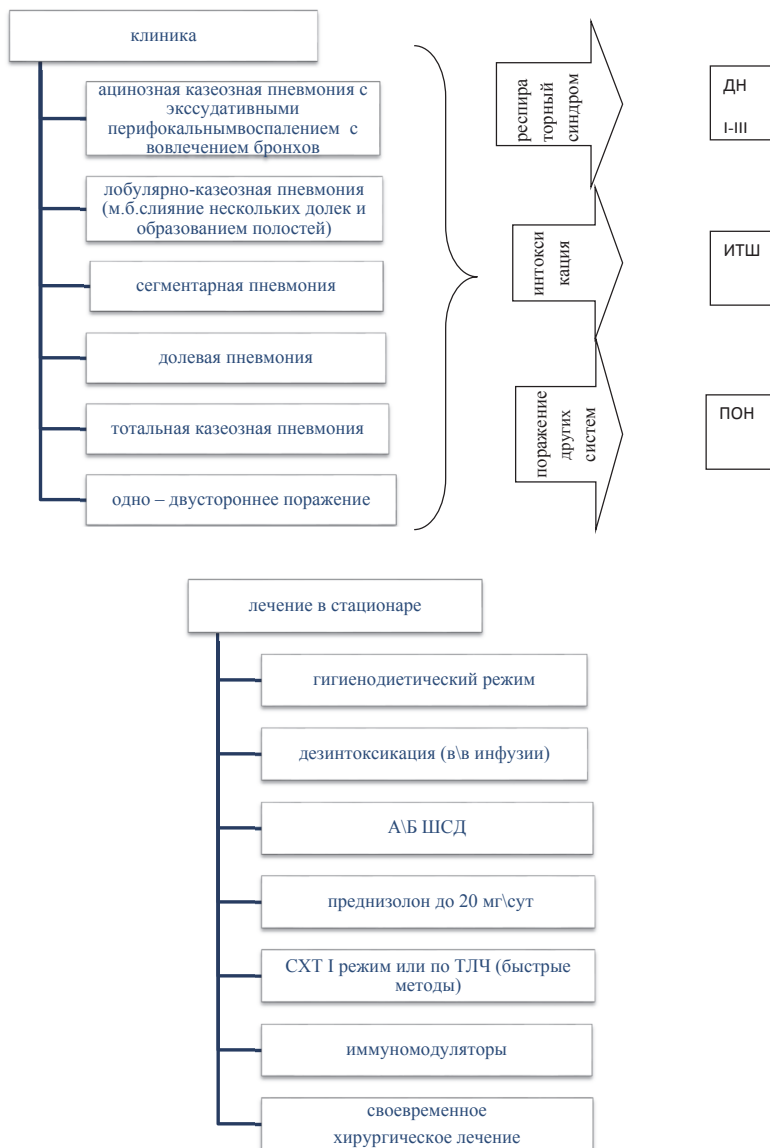 клиника
ацинозная казеозная пневмония с
экссудативными
перифокальнымвоспалением с
вовлечением бронхов
лобулярно-казеозная пневмония
(м.б.слияние нескольких долек и
образованием полостей)
сегментарная пневмония
долевая пневмония
тотальная казеозная пневмония
одно – двустороннее поражение
респира
торный
синдром
интокси
кация
поражение
других
систем
ДН
I-III
ИТШ
ПОН
лечение в стационаре
гигиенодиетический режим
дезинтоксикация (в\в инфузии)
А\Б ШСД
преднизолон до 20 мг\сут
СХТ I режим или по ТЛЧ (быстрые
методы)
иммуномодуляторы
своевременное
хирургическое лечение